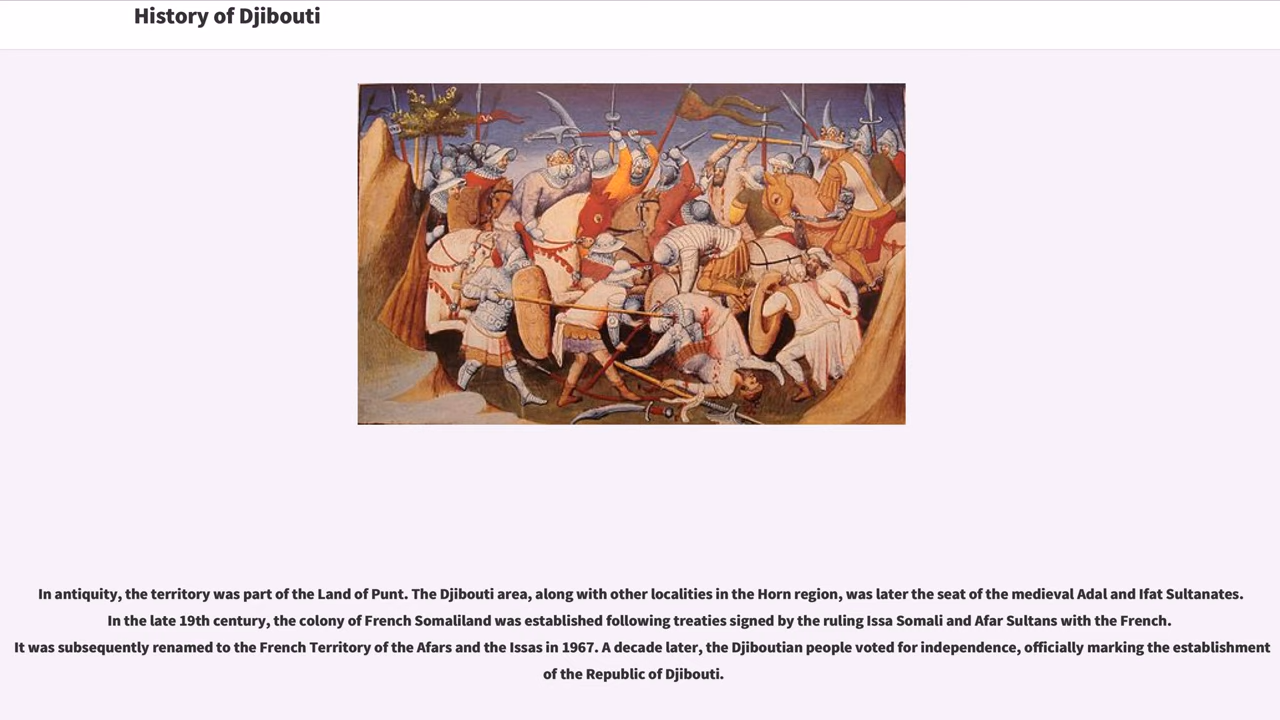 History of Djibouti
In antiquity, the territory was part of the Land of Punt. The Djibouti area, along with other localities in the Horn region, was later the seat of the medieval Adal and Ifat Sultanates.
In the late 19th century, the colony of French Somaliland was established following treaties signed by the ruling Issa Somali and Afar Sultans with the French.
It was subsequently renamed to the French Territory of the Afars and the Issas in 1967. A decade later, the Djiboutian people voted for independence, officially marking the establishment
of the Republic of Djibouti.